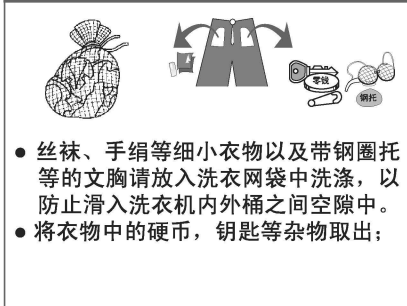 零钱
钢托
● 丝袜、手绢等细小衣物以及带钢圈托
等的文胸请放入洗衣网袋中洗涤，以
防止滑入洗衣机内外桶之间空隙中。
● 将衣物中的硬币，钥匙等杂物取出；